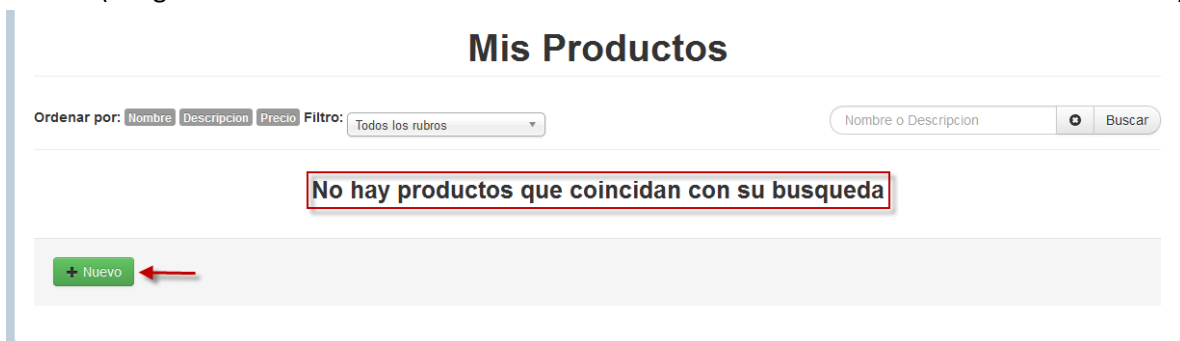 Mis Productos
Ordenar por: Nombre Descripcion Precio Filtro: Todos los rubros Nombre o Descripcion Buscar
No hay productos que coincidan con su busqueda
+ Nuevo